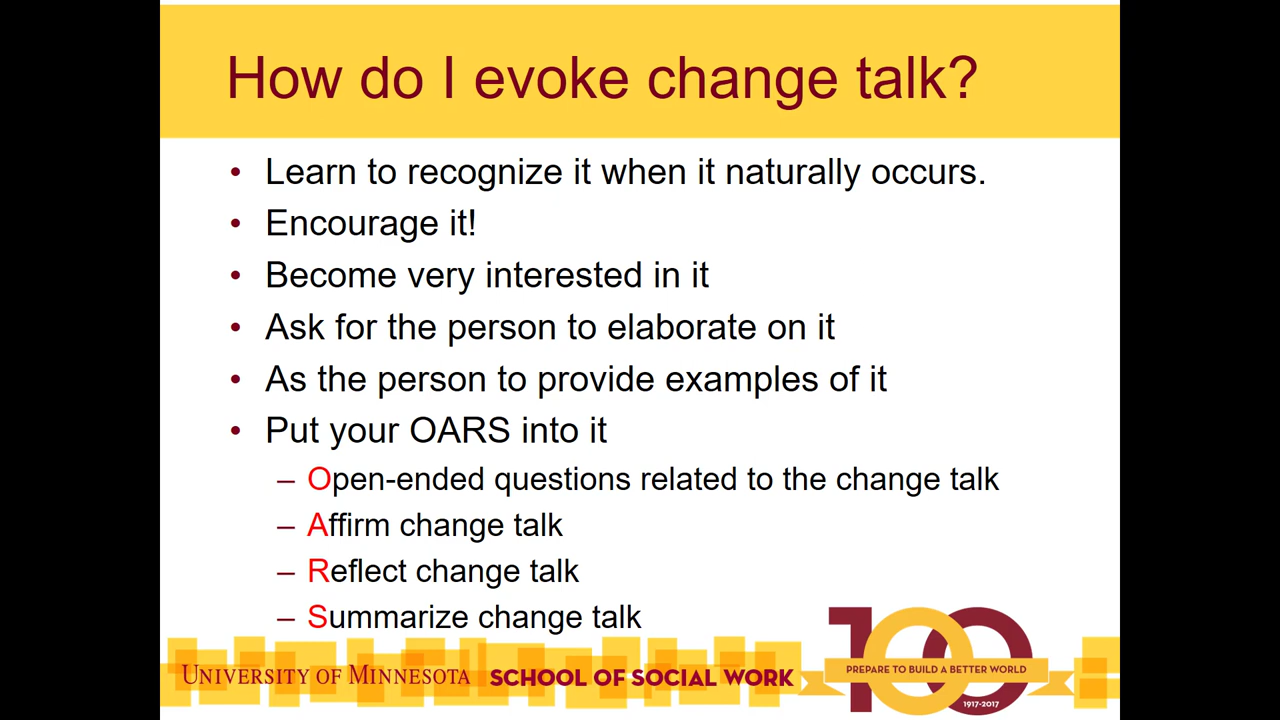 How do I evoke change talk?
• Learn to recognize it when it naturally occurs.
• Encourage it!
• Become very interested in it
• Ask for the person to elaborate on it
• As the person to provide examples of it
• Put your OARS into it
– Open-ended questions related to the change talk
– Affirm change talk
– Reflect change talk
– Summarize change talk
UNIVERSITY OF MINNESOTA SCHOOL OF SOCIAL WORK
100
PREPARE TO BUILD A BETTER WORLD
1917-2017